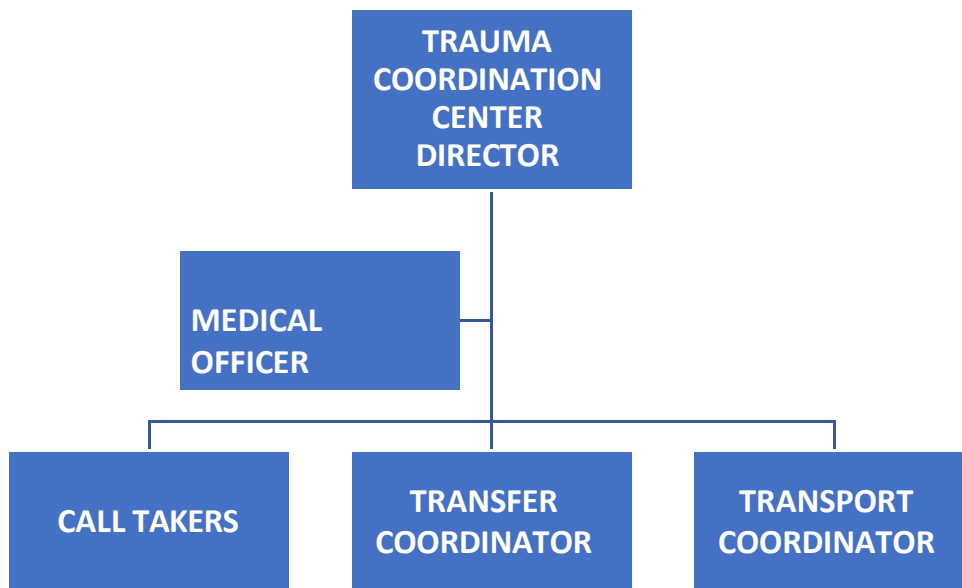 TRAUMA
COORDINATION
CENTER
DIRECTOR
MEDICAL
OFFICER
CALL TAKERS
TRANSFER
COORDINATOR
TRANSPORT
COORDINATOR